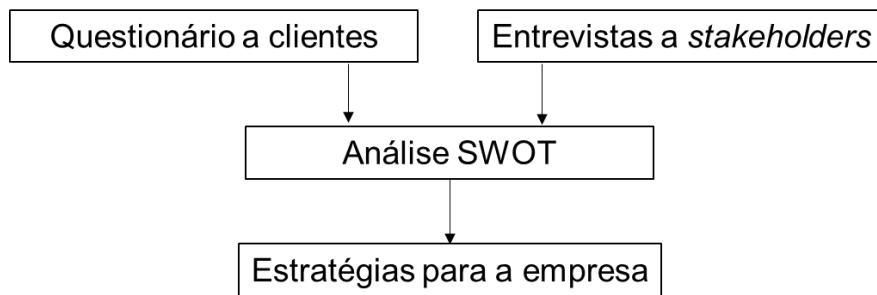 Questionário a clientes
Entrevistas a stakeholders
Análise SWOT
Estratégias para a empresa